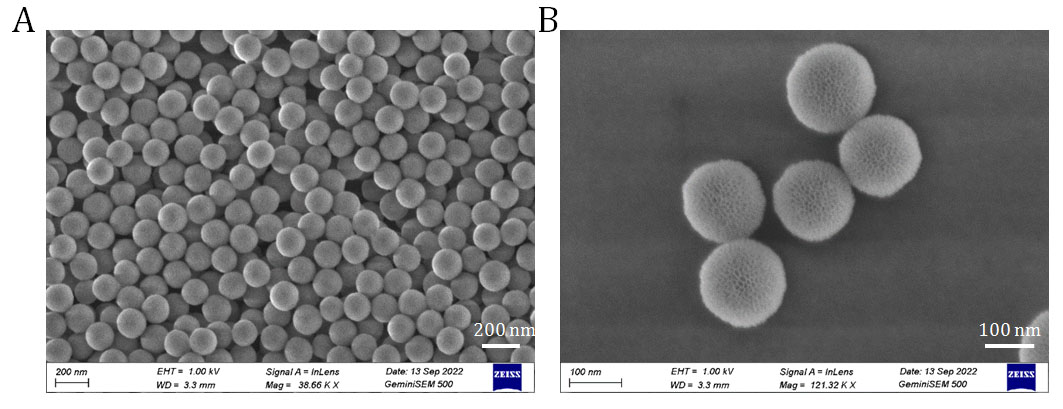 A
B
200 nm
100 nm
200 nm
EHT = 1.00 kV
Signal A = InLens
Date: 13 Sep 2022
ZEISS
WD = 3.3 mm
Mag = 38.66 K X
GeminiSEM 500
100 nm
EHT = 1.00 kV
Signal A = InLens
Date: 13 Sep 2022
ZEISS
WD = 3.3 mm
Mag = 121.32 K X
GeminiSEM 500